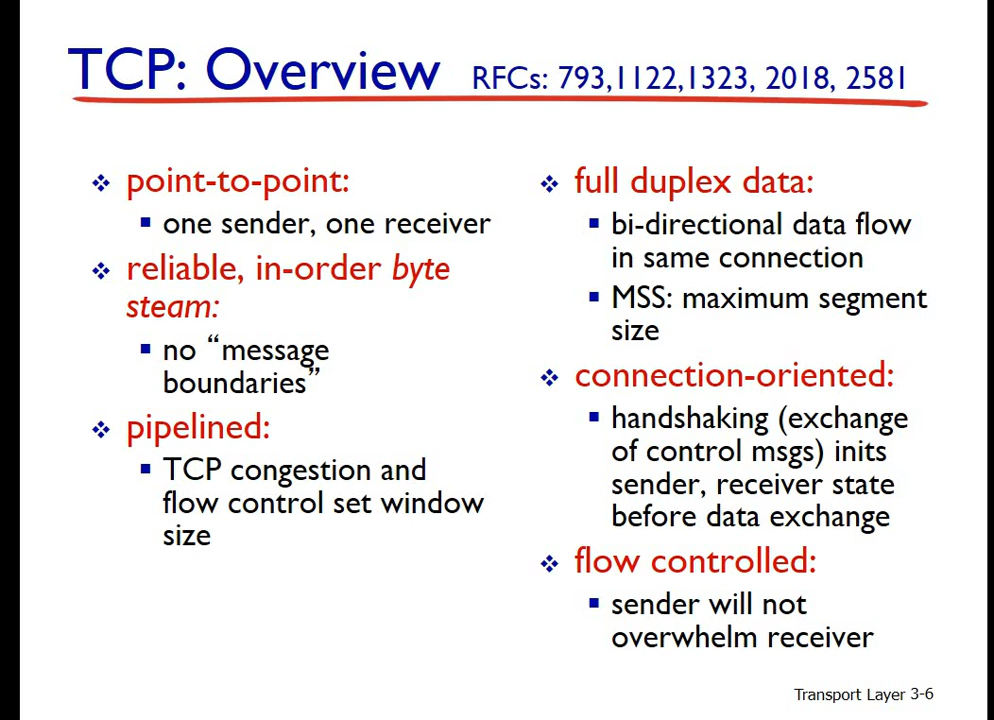 TCP: Overview RFCs: 793,1122,1323, 2018, 2581
❖ point-to-point:
▪ one sender, one receiver
❖ reliable, in-order byte
steam:
▪ no “message
boundaries”
❖ pipelined:
▪ TCP congestion and
flow control set window
size
❖ full duplex data:
▪ bi-directional data flow
in same connection
▪ MSS: maximum segment
size
❖ connection-oriented:
▪ handshaking (exchange
of control msgs) inits
sender, receiver state
before data exchange
❖ flow controlled:
▪ sender will not
overwhelm receiver
Transport Layer 3-6